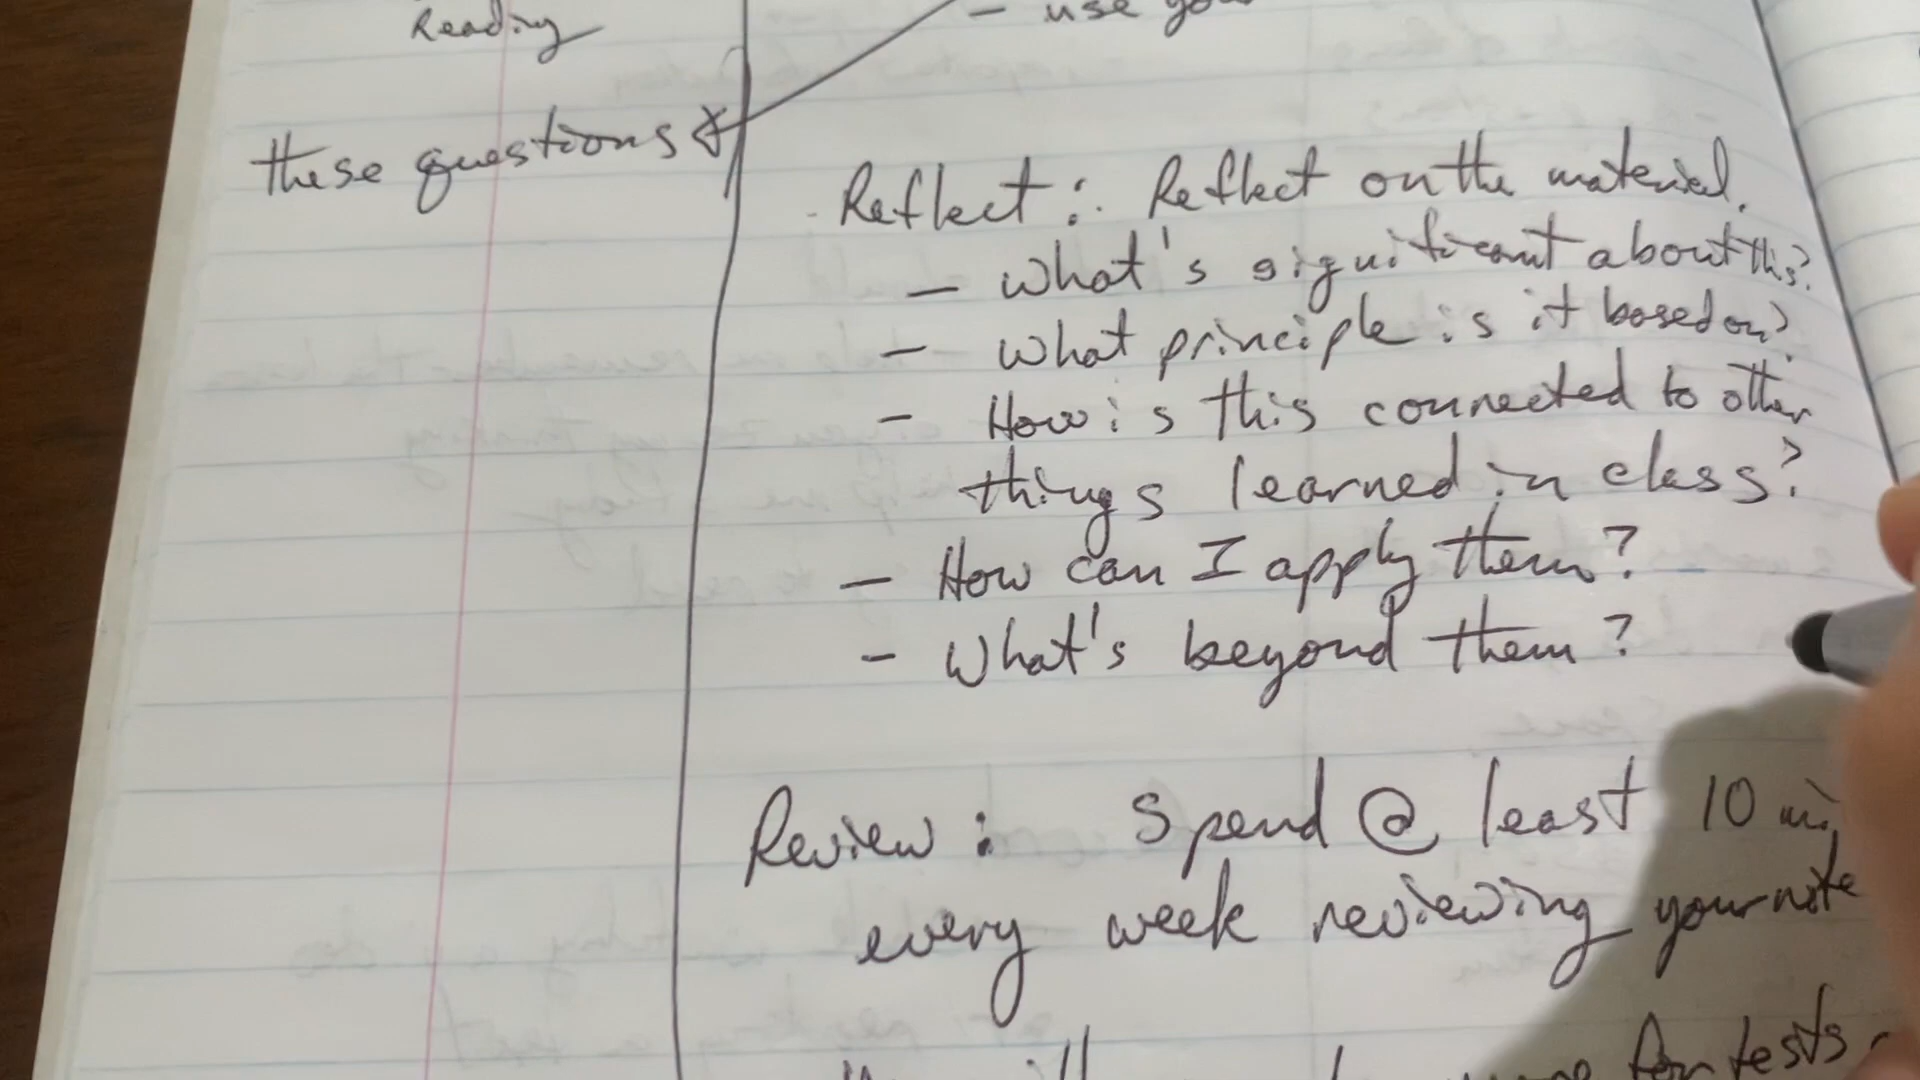 Reading
these questions
- use
Reflect: Reflect on the material.
- What's significant about this?
- What principle is it based on?
- How is this connected to other
things learned in class?
- How can I apply them?
- What's beyond them?
Review: Spend @ least 10
every week reviewing your note
for tests